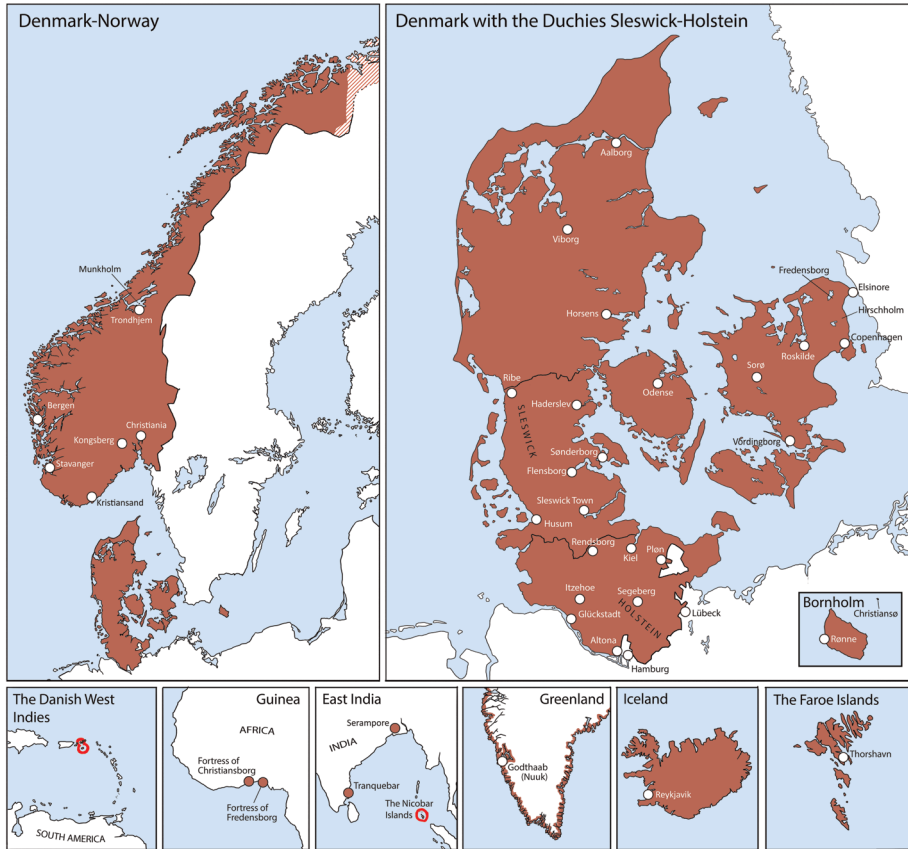 Denmark-Norway
Munkholm
Trondhjem
Bergen
Christiania
Kongsberg
Stavanger
Kristiansand
Denmark with the Duchies Sleswick-Holstein
Aalborg
Viborg
Fredensborg
Elsinore
Horsens
Hirschholm
Copenhagen
Roskilde
Sorø
Ribe
Odense
Haderslev
SLESWICK
Vordingborg
Sønderborg
Flensborg
Sleswick Town
Husum
Rendsborg
Kiel
Pløn
Itzehoe
Segeberg
Glückstadt
HOLSTEIN
Lübeck
Altona
Hamburg
Bornholm
Christiansø
Rønne
The Danish West
Indies
SOUTH AMERICA
Guinea
AFRICA
Fortress of
Christiansborg
Fortress of
Fredensborg
East India
Serampore
INDIA
Tranquebar
The Nicobar
Islands
Greenland
Godthaab
(Nuuk)
Iceland
Reykjavik
The Faroe Islands
Thorshavn